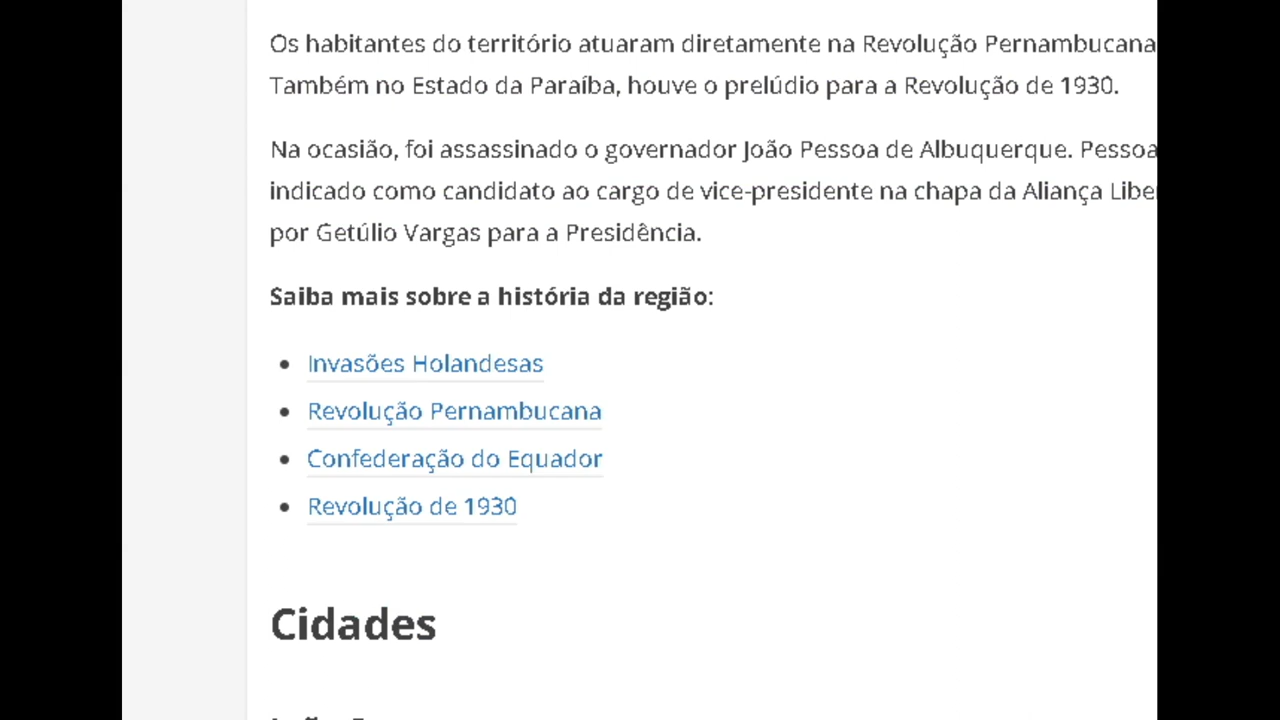 Os habitantes do território atuaram diretamente na Revolução Pernambucana
Também no Estado da Paraíba, houve o prelúdio para a Revolução de 1930.
Na ocasião, foi assassinado o governador João Pessoa de Albuquerque. Pessoa
indicado como candidato ao cargo de vice-presidente na chapa da Aliança
por Getúlio Vargas para a Presidência.
Saiba mais sobre a história da região:
Invasões Holandesas
Revolução Pernambucana
Confederação do Equador
Revolução de 1930
Cidades